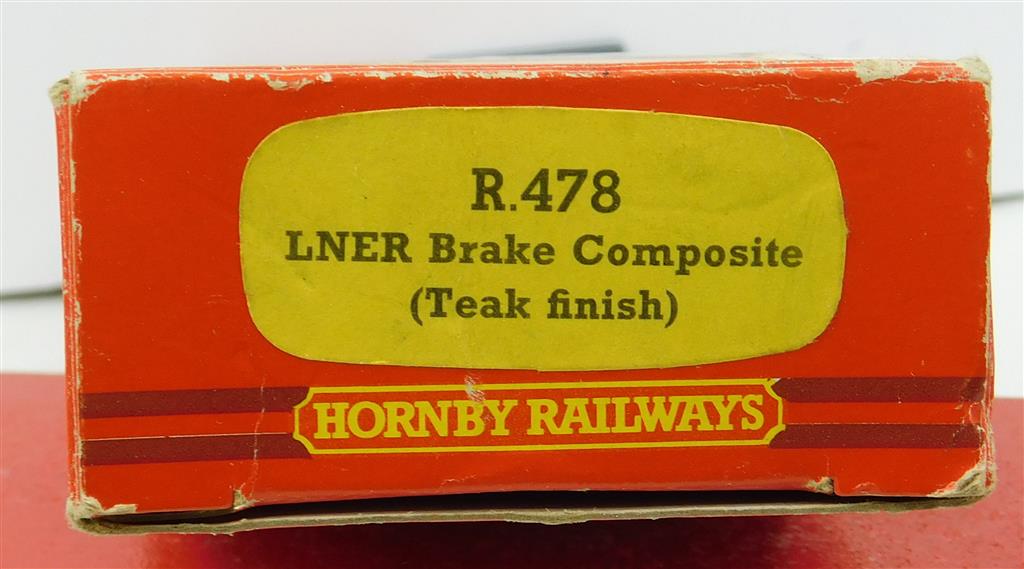 R.478
LNER Brake Composite
(Teak finish)
HORNBY RAILWAYS